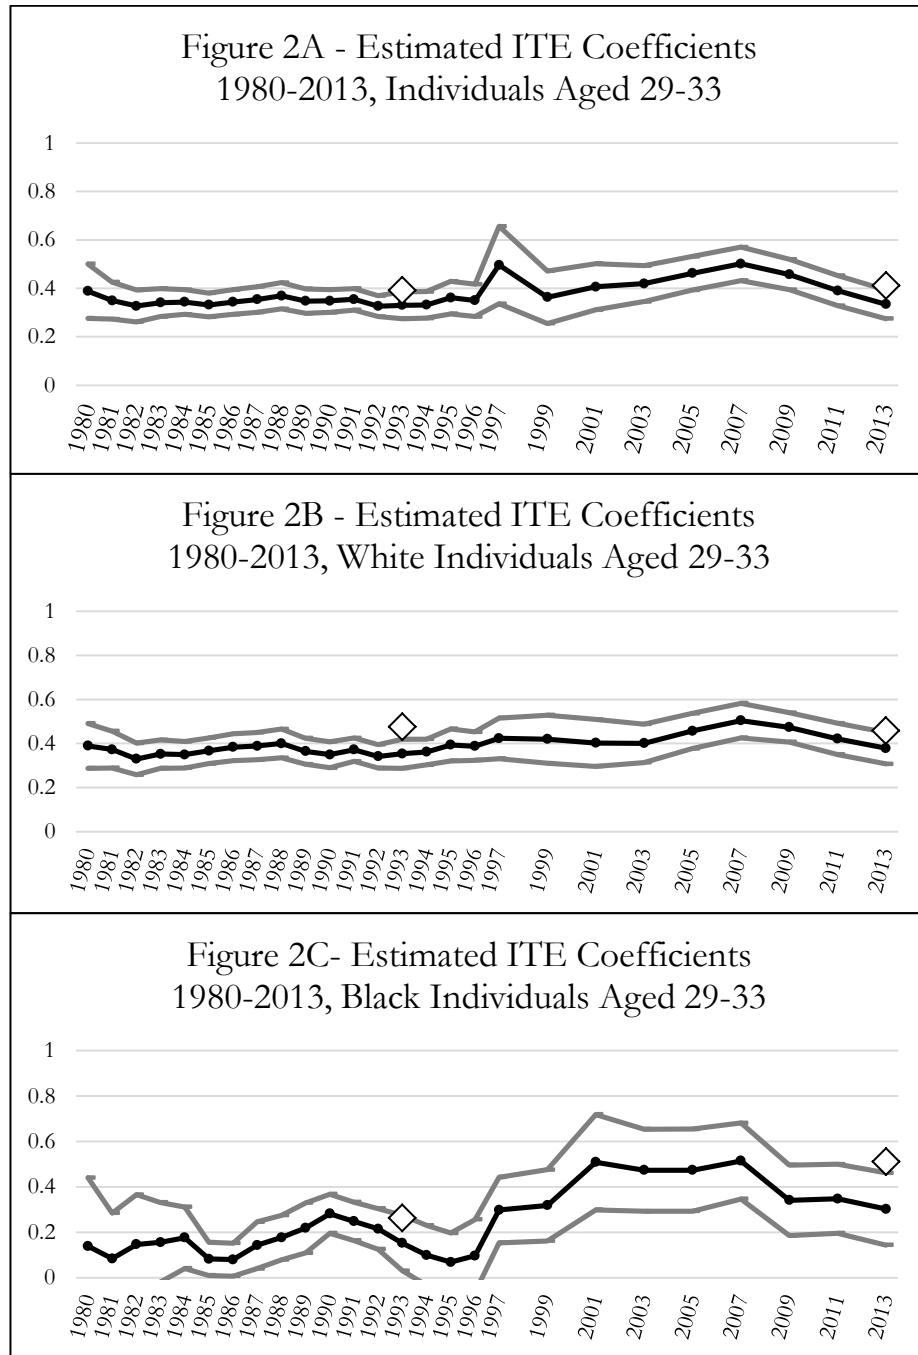 Figure 2A - Estimated ITE Coefficients
1980-2013, Individuals Aged 29-33
1
0.8
0.6
0.4
0.2
0
1980 1981 1982 1983 1984 1985 1986 1987 1988 1989 1990 1991 1992 1993 1994 1995 1996 1997 1999 2001 2003 2005 2007 2009 2011 2013
Figure 2B - Estimated ITE Coefficients
1980-2013, White Individuals Aged 29-33
1
0.8
0.6
0.4
0.2
0
1980 1981 1982 1983 1984 1985 1986 1987 1988 1989 1990 1991 1992 1993 1994 1995 1996 1997 1999 2001 2003 2005 2007 2009 2011 2013
Figure 2C- Estimated ITE Coefficients
1980-2013, Black Individuals Aged 29-33
1
0.8
0.6
0.4
0.2
0
1980 1981 1982 1983 1984 1985 1986 1987 1988 1989 1990 1991 1992 1993 1994 1995 1996 1997 1999 2001 2003 2005 2007 2009 2011 2013